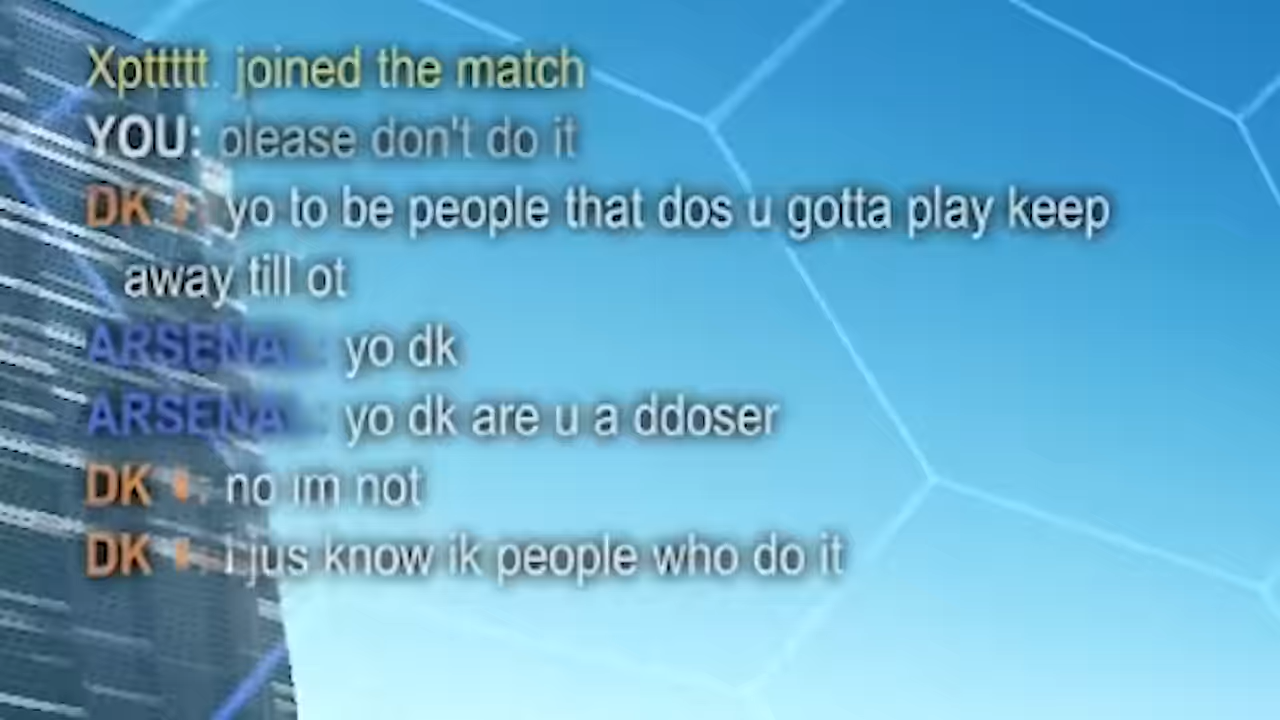 Xpttttt. joined the match
YOU: please don't do it
DK : yo to be people that dos u gotta play keep
away till ot
ARSENAL: yo dk
ARSENAL: yo dk are u a ddoser
DK : no im not
DK : i jus know ik people who do it